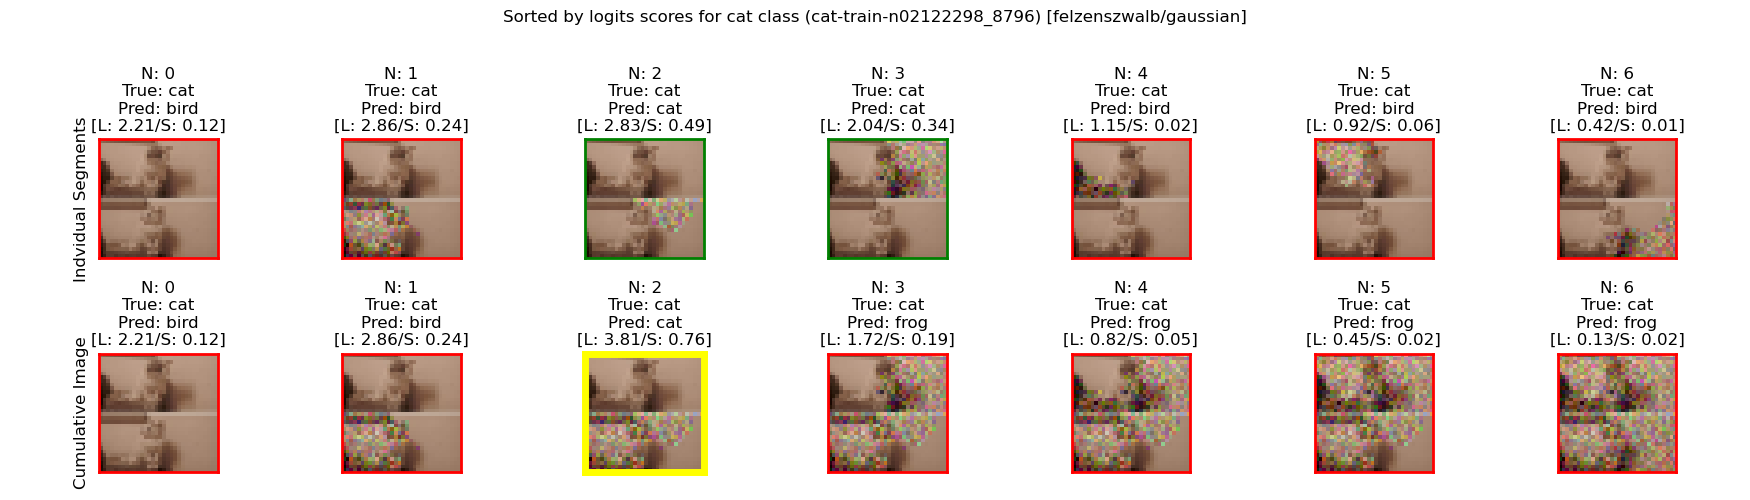 Sorted by logits scores for cat class (cat-train-n02122298_8796) [felzenszwalb/gaussian]
Indvidual Segments
N: 0
True: cat
Pred: bird
[L: 2.21/S: 0.12]
N: 1
True: cat
Pred: bird
[L: 2.86/S: 0.24]
N: 2
True: cat
Pred: cat
[L: 2.83/S: 0.49]
N: 3
True: cat
Pred: cat
[L: 2.04/S: 0.34]
N: 4
True: cat
Pred: bird
[L: 1.15/S: 0.02]
N: 5
True: cat
Pred: bird
[L: 0.92/S: 0.06]
N: 6
True: cat
Pred: bird
[L: 0.42/S: 0.01]
Cumulative Image
N: 0
True: cat
Pred: bird
[L: 2.21/S: 0.12]
N: 1
True: cat
Pred: bird
[L: 2.86/S: 0.24]
N: 2
True: cat
Pred: cat
[L: 3.81/S: 0.76]
N: 3
True: cat
Pred: frog
[L: 1.72/S: 0.19]
N: 4
True: cat
Pred: frog
[L: 0.82/S: 0.05]
N: 5
True: cat
Pred: frog
[L: 0.45/S: 0.02]
N: 6
True: cat
Pred: frog
[L: 0.13/S: 0.02]